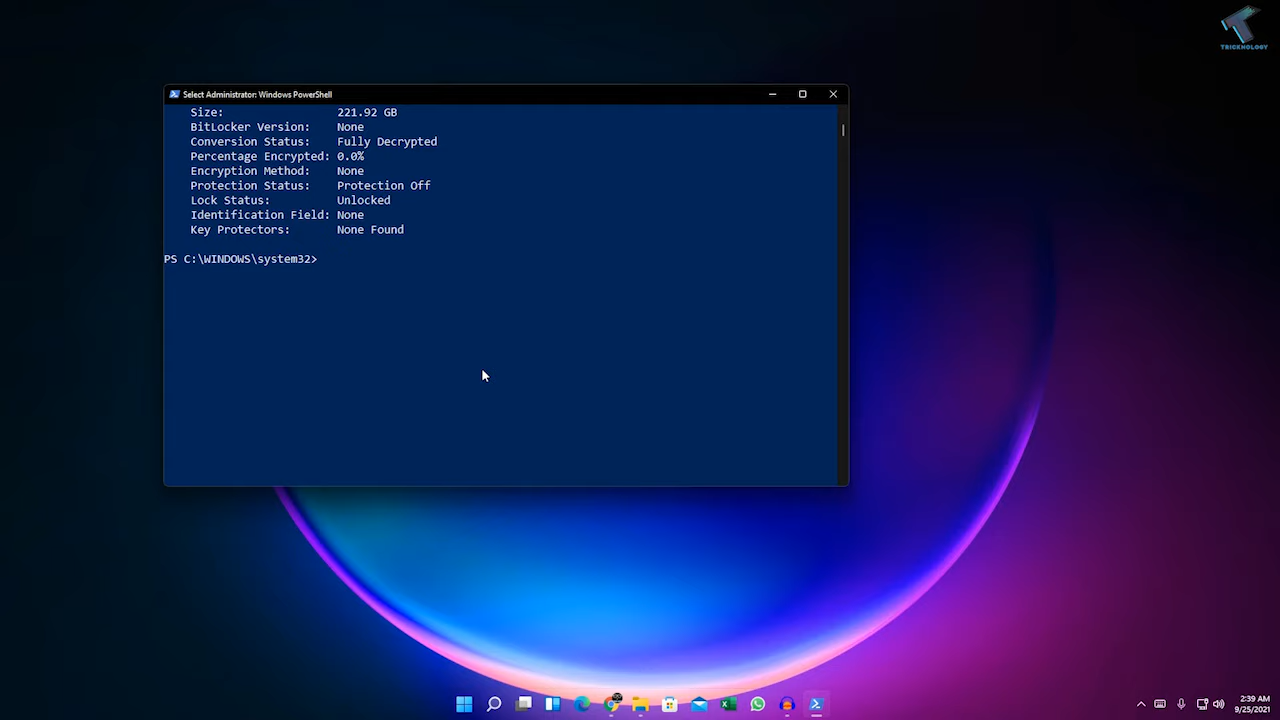 TRICKNOLOGY
Select Administrator: Windows PowerShell
Size: 221.92 GB
BitLocker Version: None
Conversion Status: Fully Decrypted
Percentage Encrypted: 0.0%
Encryption Method: None
Protection Status: Protection Off
Lock Status: Unlocked
Identification Field: None
Key Protectors: None Found
PS C:\WINDOWS\system32>
2:39 AM
9/25/2021